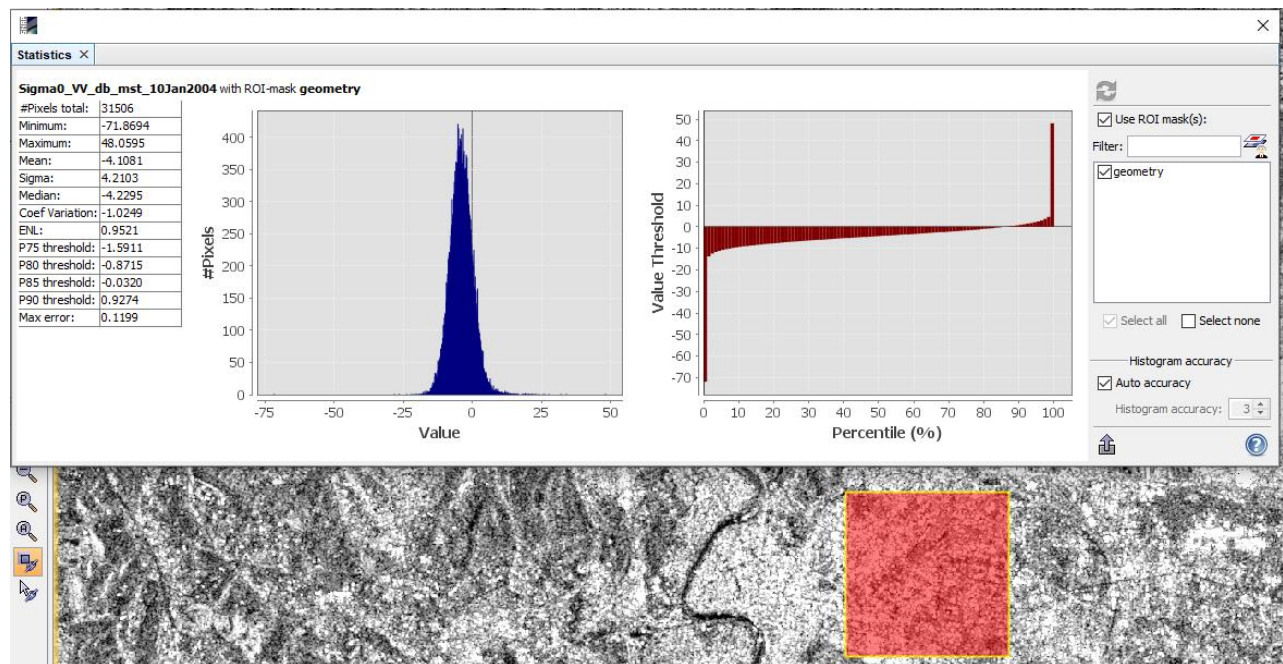 Statistics
Sigma0_VV_db_mst_10Jan2004 with ROI-mask geometry
#Pixels total: 31506
Minimum: -71.8694
Maximum: 48.0595
Mean: -4.1081
Sigma: 4.2103
Median: -4.2295
Coef Variation: -1.0249
ENL: 0.9521
P75 threshold: -1.5911
P80 threshold: -0.8715
P85 threshold: -0.0320
P90 threshold: 0.9274
Max error: 0.1199
#Pixels
400
350
300
250
200
150
100
50
0
-75 -50 -25 0 25 50
Value
Value Threshold
50
40
30
20
10
0
-10
-20
-30
-40
-50
-60
-70
0 10 20 30 40 50 60 70 80 90 100
Percentile (%)
Use ROI mask(s):
Filter:
geometry
Select all Select none
Histogram accuracy
Auto accuracy
Histogram accuracy: 3